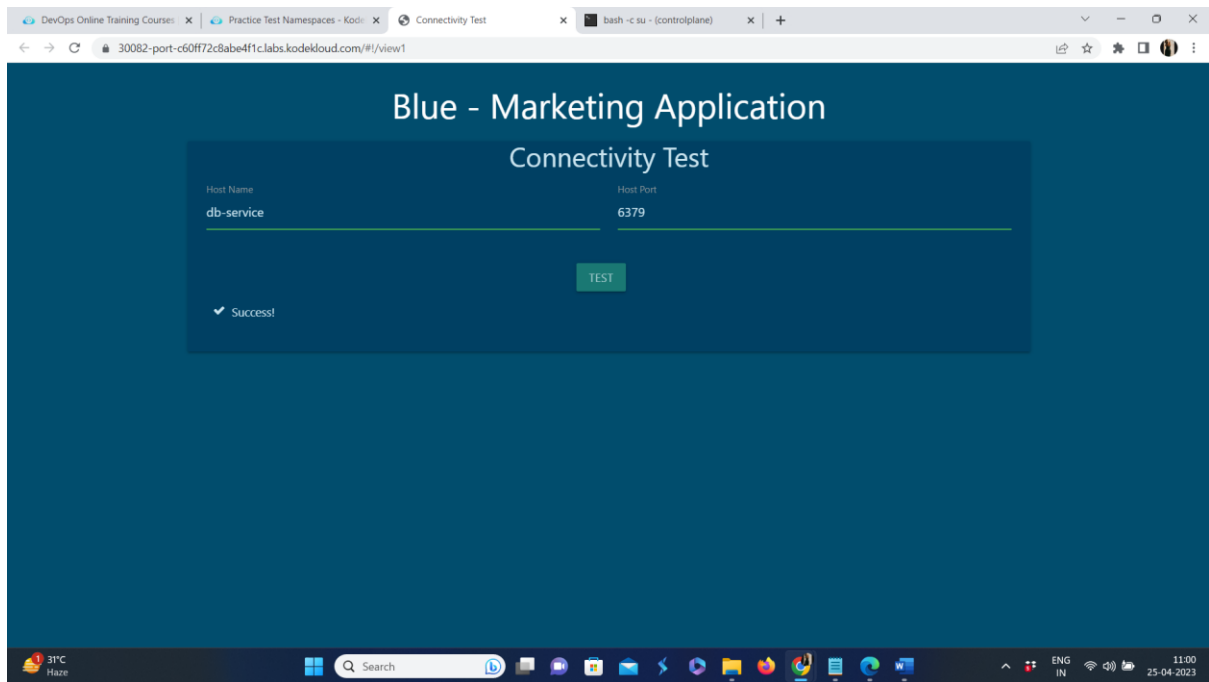 DevOps Online Training Courses
Practice Test Namespaces - Kode
Connectivity Test
bash -c su - (controlplane)
30082-port-c60ff72c8abe4f1c.labs.kodekloud.com/#!/view1
Blue - Marketing Application
Connectivity Test
Host Name
Host Port
db-service
6379
TEST
Success!
1
31°C
Haze
Search
ENG
IN
11:00
25-04-2023